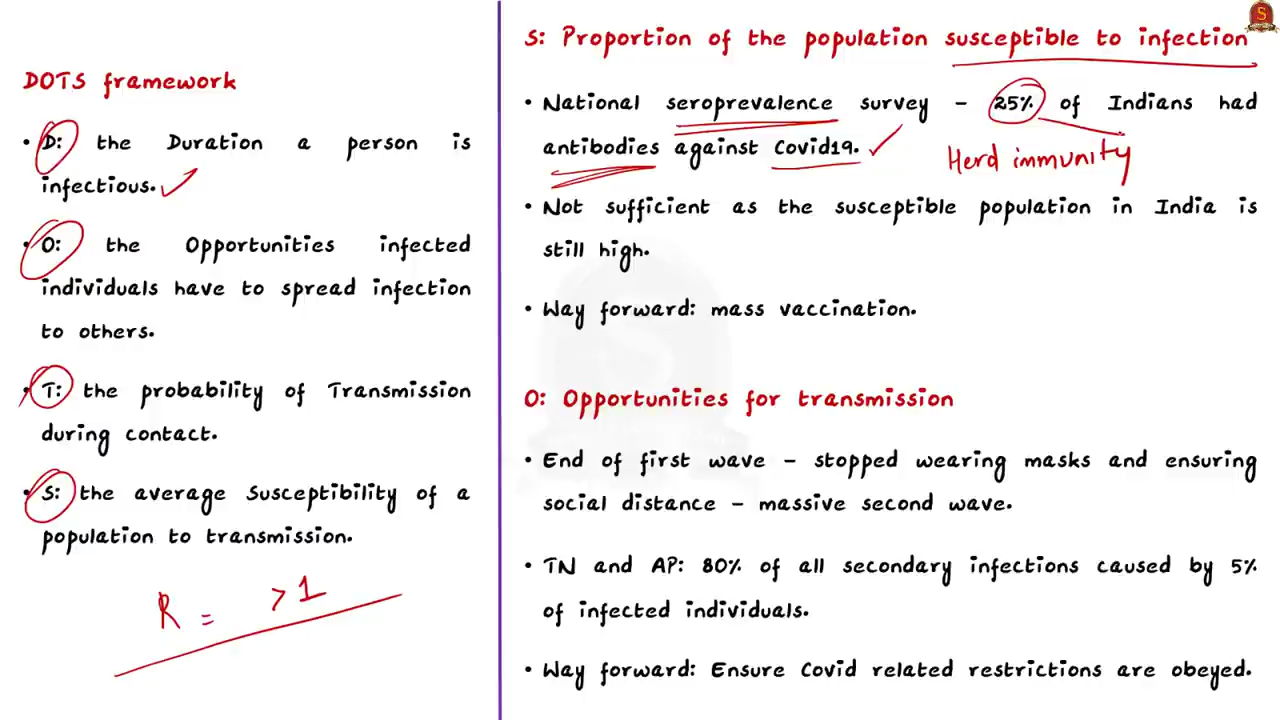 DOTS framework
• D: the Duration a person is
infectious.
• O: the Opportunities infected
individuals have to spread infection
to others.
• T: the probability of Transmission
during contact.
• S: the average Susceptibility of a
population to transmission.
R = >1
S: Proportion of the population susceptible to infection
• National seroprevalence survey - 25% of Indians had
antibodies against Covid19.
Herd immunity
• Not sufficient as the susceptible population in India is
still high.
• Way forward: mass vaccination.
O: Opportunities for transmission
• End of first wave - stopped wearing masks and ensuring
social distance - massive second wave.
• TN and AP: 80% of all secondary infections caused by 5%
of infected individuals.
• Way forward: Ensure Covid related restrictions are obeyed.
S